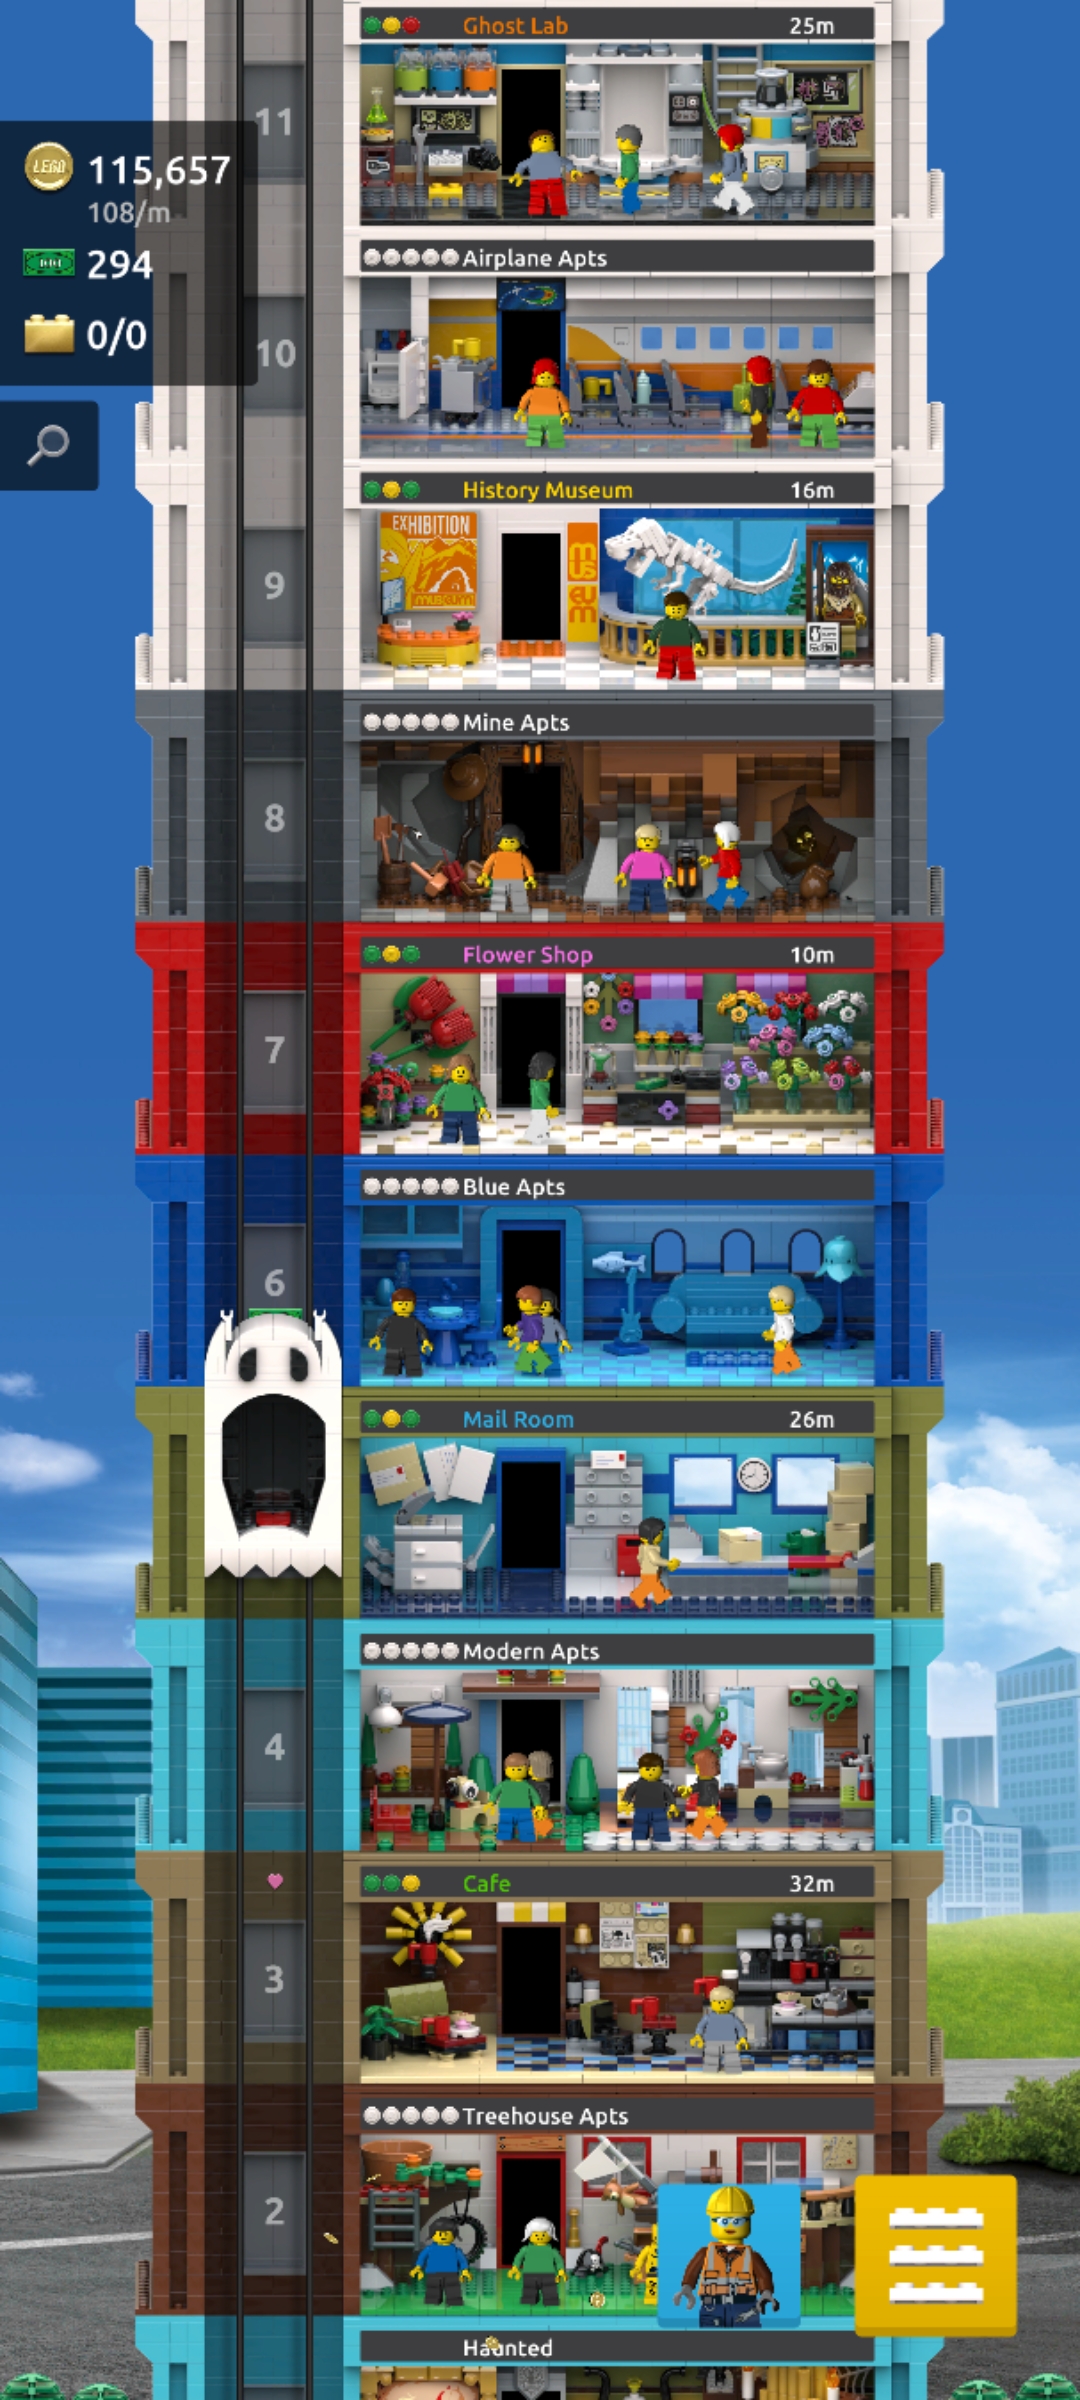 Ghost Lab 25m
11
LEGO 115,657
108/m
294
0/0
Airplane Apts
10
History Museum 16m
EXHIBITION
museum
museum
9
Mine Apts
8
Flower Shop 10m
7
Blue Apts
6
Mail Room 26m
Modern Apts
4
Cafe 32m
3
Treehouse Apts
2
Haunted